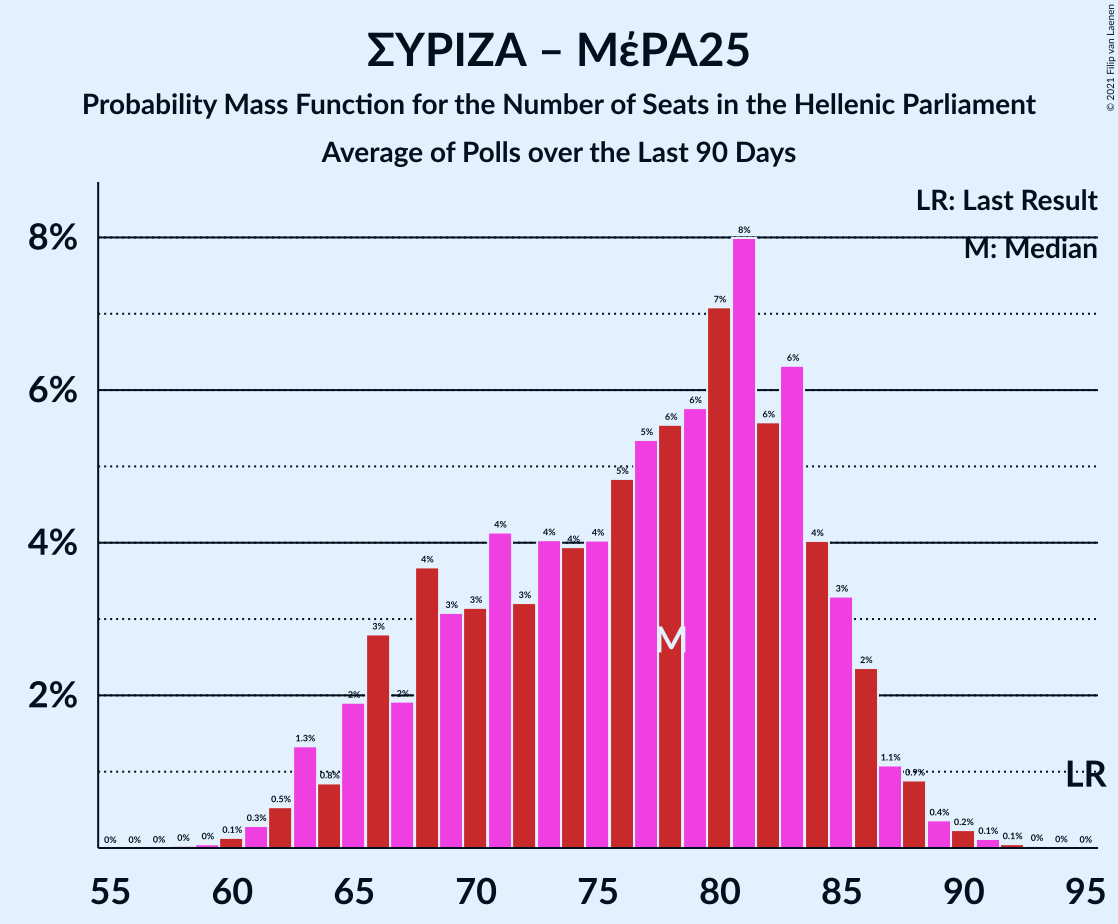 ΣΥΡΙΖΑ – ΜέΡΑ25
Probability Mass Function for the Number of Seats in the Hellenic Parliament
Average of Polls over the Last 90 Days
© 2021 Filip van Laenen
LR: Last Result
M: Median
8%
6%
4%
2%
0% 0% 0% 0% 0% 0.1% 0.3% 0.5% 1.3% 0.8% 2% 3% 2% 4% 3% 3% 4% 3% 4% 4% 4% 5% 5% 6% 6% 7% 8% 6% 6% 4% 3% 2% 1.1% 0.9% 0.4% 0.2% 0.1% 0.1% 0% 0% 0%
M
LR
55 60 65 70 75 80 85 90 95